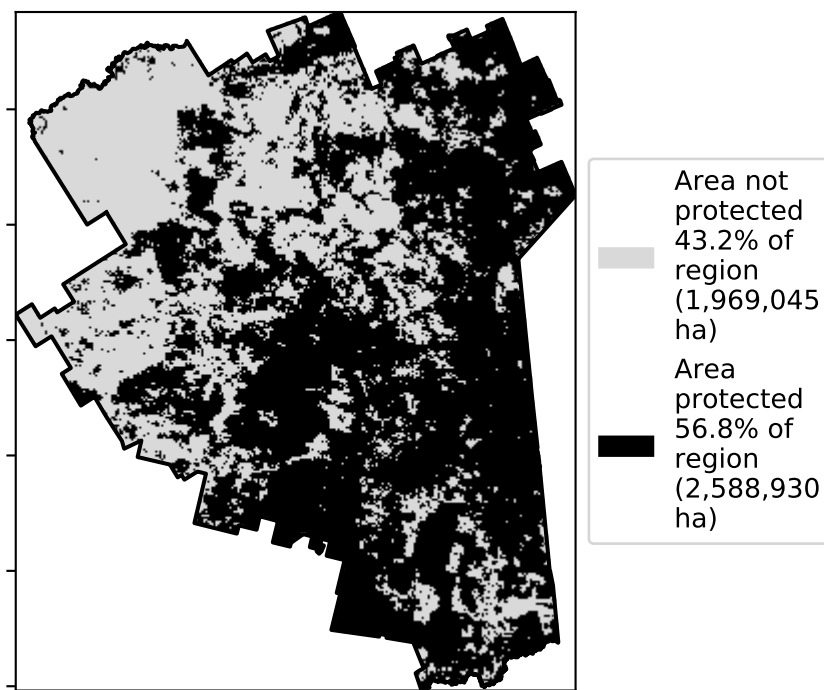 Area not
protected
43.2% of
region
(1,969,045
ha)
Area
protected
56.8% of
region
(2,588,930
ha)